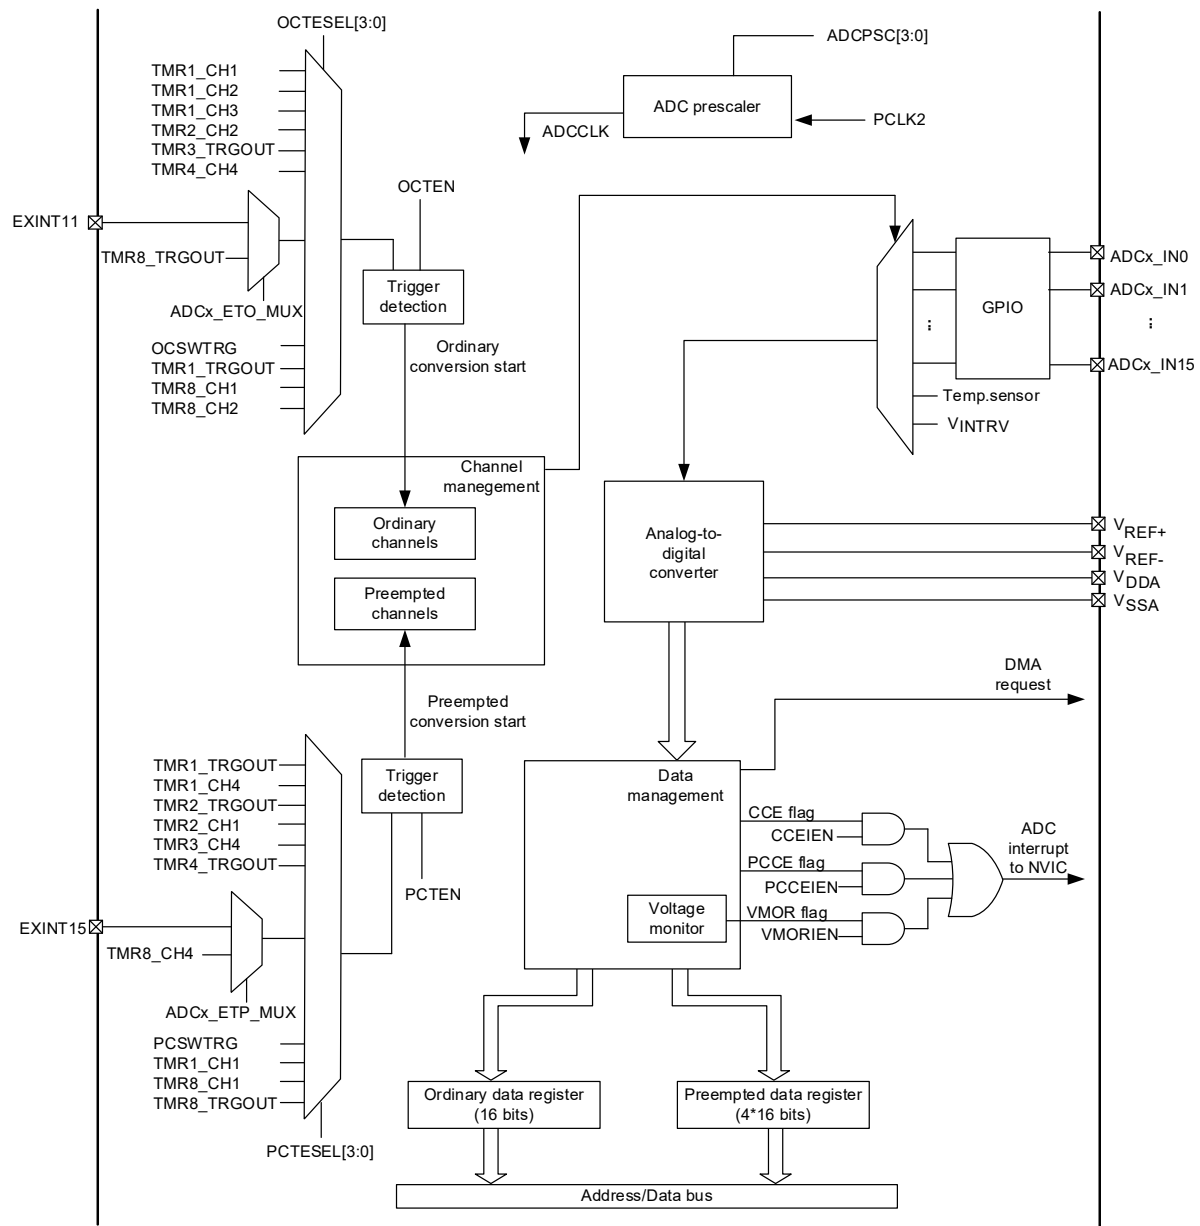 OCTESEL[3:0]
TMR1_CH1
TMR1_CH2
TMR1_CH3
TMR2_CH2
TMR3_TRGOUT
TMR4_CH4
EXINT11
TMR8_TRGOUT
ADCx_ETO_MUX
OCSWTRG
TMR1_TRGOUT
TMR8_CH1
TMR8_CH2
OCTEN
Trigger
detection
Ordinary
conversion start
ADCPSC[3:0]
ADC prescaler
ADCCLK
PCLK2
GPIO
ADCx_IN0
ADCx_IN1
...
...
ADCx_IN15
Temp.sensor
VINTRV
Channel
manegement
Ordinary
channels
Preempted
channels
Analog-to-
digital
converter
VREF+
VREF-
VDDA
VSSA
Preempted
conversion start
Trigger
detection
PCTEN
TMR1_TRGOUT
TMR1_CH4
TMR2_TRGOUT
TMR2_CH1
TMR3_CH4
TMR4_TRGOUT
EXINT15
TMR8_CH4
ADCx_ETP_MUX
PCSWTRG
TMR1_CH1
TMR8_CH1
TMR8_TRGOUT
PCTESEL[3:0]
DMA
request
Data
management
CCE flag
CCEIEN
PCCE flag
PCCEIEN
Voltage
monitor
VMOR flag
VMORIEN
ADC
interrupt
to NVIC
Ordinary data register
(16 bits)
Preempted data register
(4*16 bits)
Address/Data bus